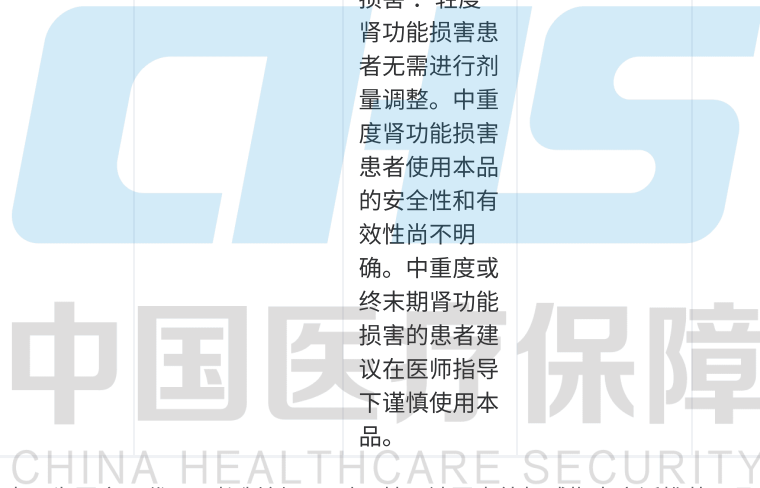 损害：轻度
肾功能损害患
者无需进行剂
量调整。中重
度肾功能损害
患者使用本品
的安全性和有
效性尚不明
确。中重度或
终末期肾功能
损害的患者建
议在医师指导
下谨慎使用本
品。
CHS
中国医疗保障
CHINA HEALTHCARE SECURITY